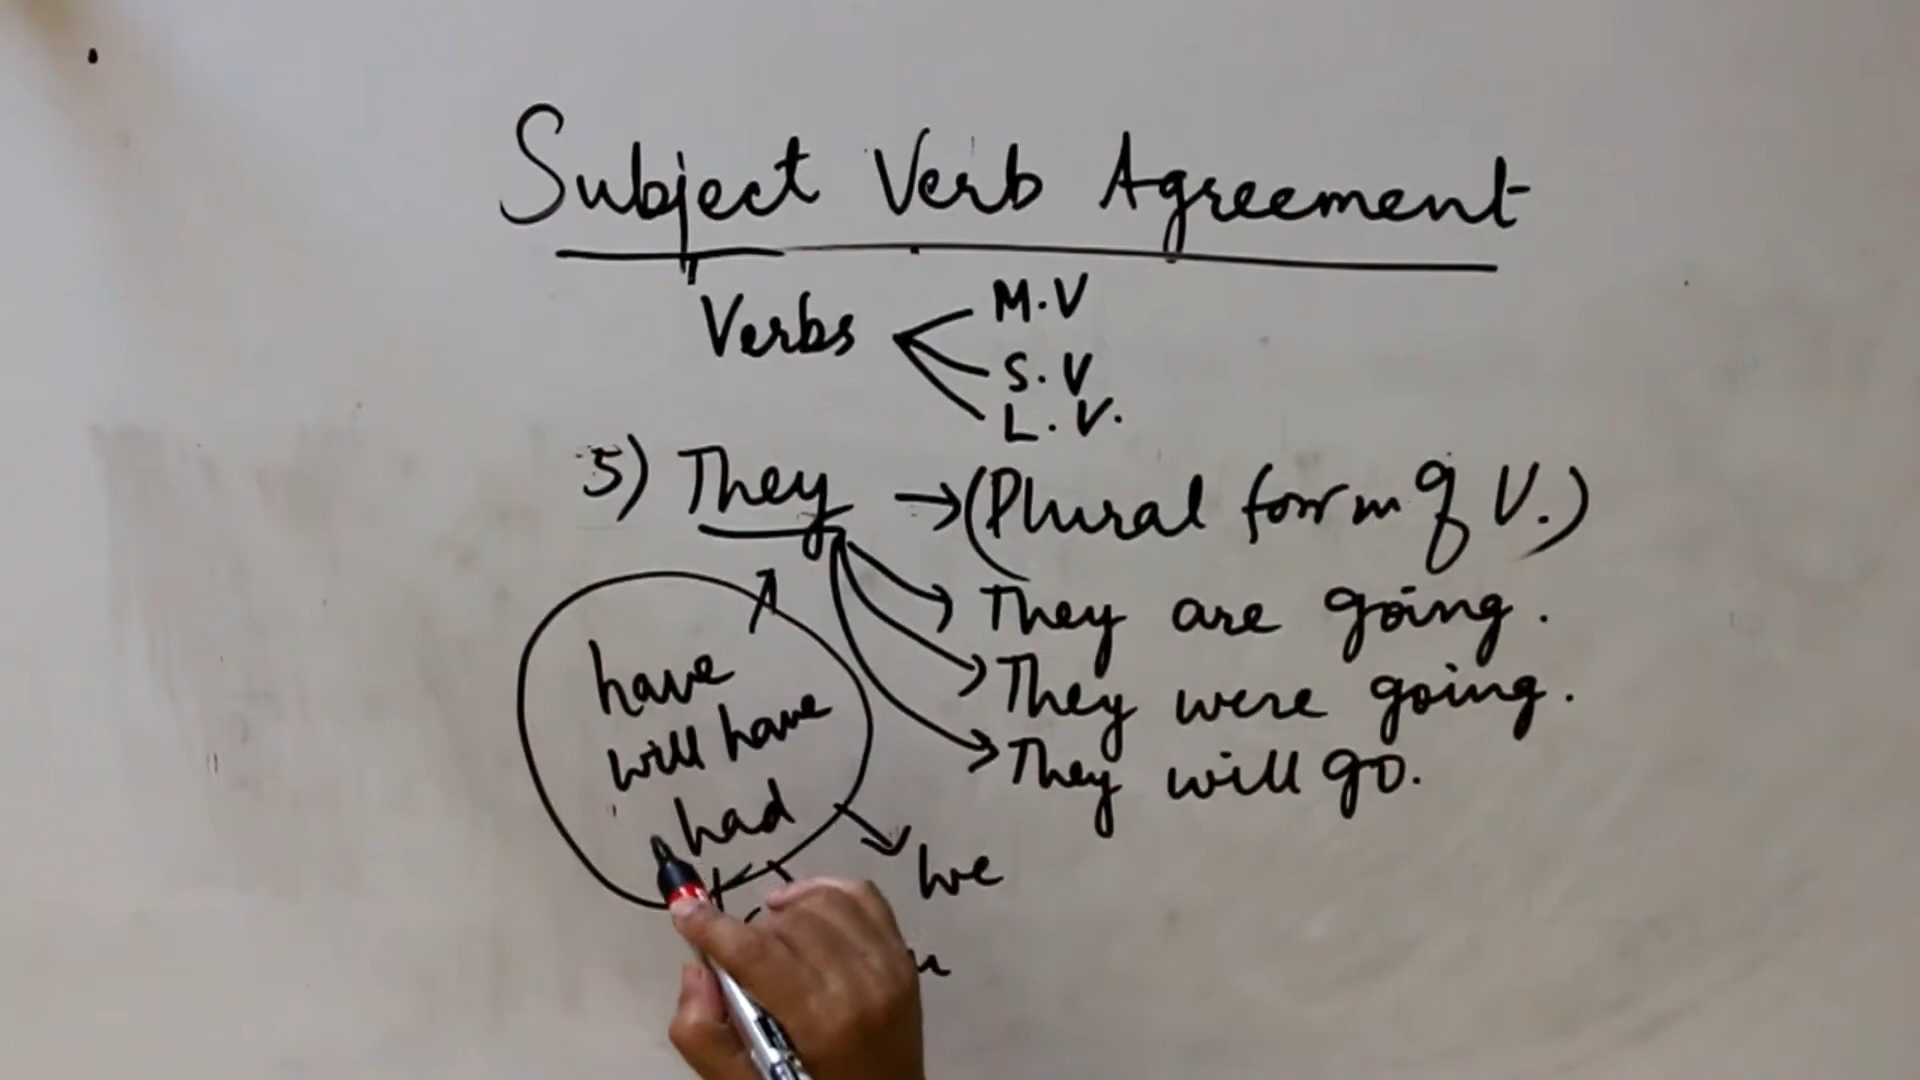 Subject Verb Agreement
Verbs
M.V
S.V
L.V.
5) They → (Plural form of V.)
They are going.
They were going.
They will go.
have
will have
had
we